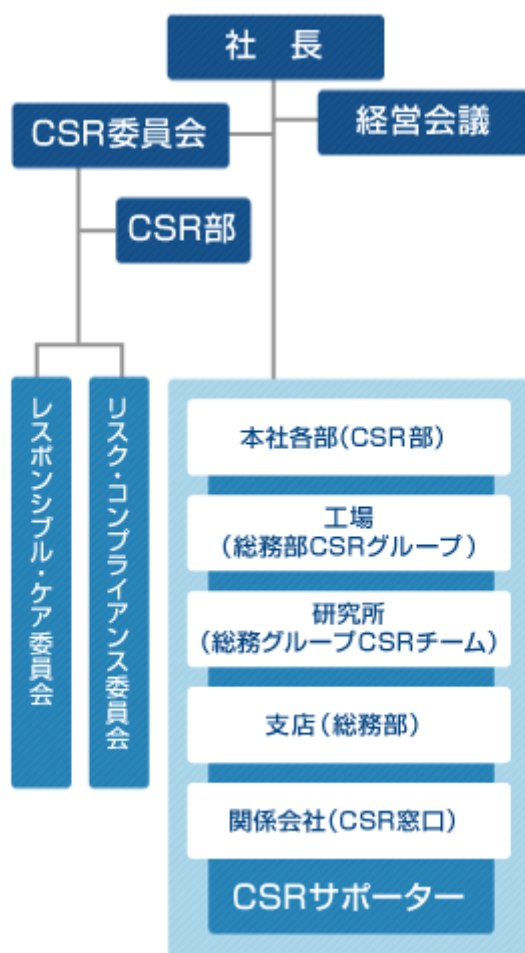 社 長
経営会議
CSR委員会
CSR部
レスポンシブル・ケア委員会
リスク・コンプライアンス委員会
本社各部(CSR部)
工場
(総務部CSRグループ)
研究所
(総務グループCSRチーム)
支店(総務部)
関係会社(CSR窓口)
CSRサポーター